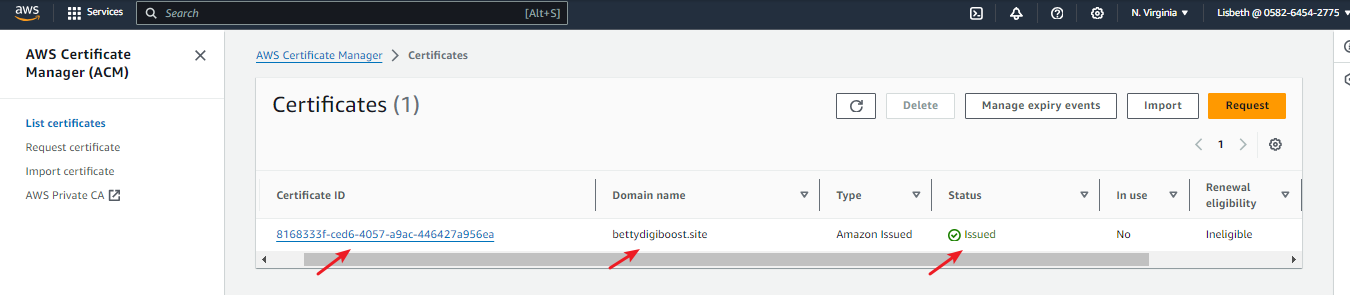 aws
Services
Search
[Alt+S]
N. Virginia
Lisbeth @ 0582-6454-2775
AWS Certificate
Manager (ACM)
List certificates
Request certificate
Import certificate
AWS Private CA
AWS Certificate Manager
Certificates
Certificates (1)
Delete
Manage expiry events
Import
Request
1
Certificate ID
Domain name
Type
Status
In use
Renewal
eligibility
8168333f-ced6-4057-a9ac-446427a956ea
bettydigiboost.site
Amazon Issued
Issued
No
Ineligible